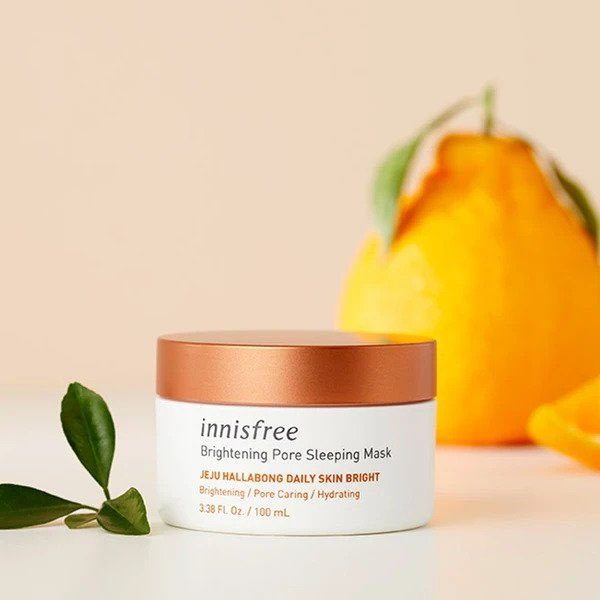 innisfree
Brightening Pore Sleeping Mask
JEJU HALLABONG DAILY SKIN BRIGHT
Brightening / Pore Caring / Hydrating
3.38 Fl. Oz. / 100 mL